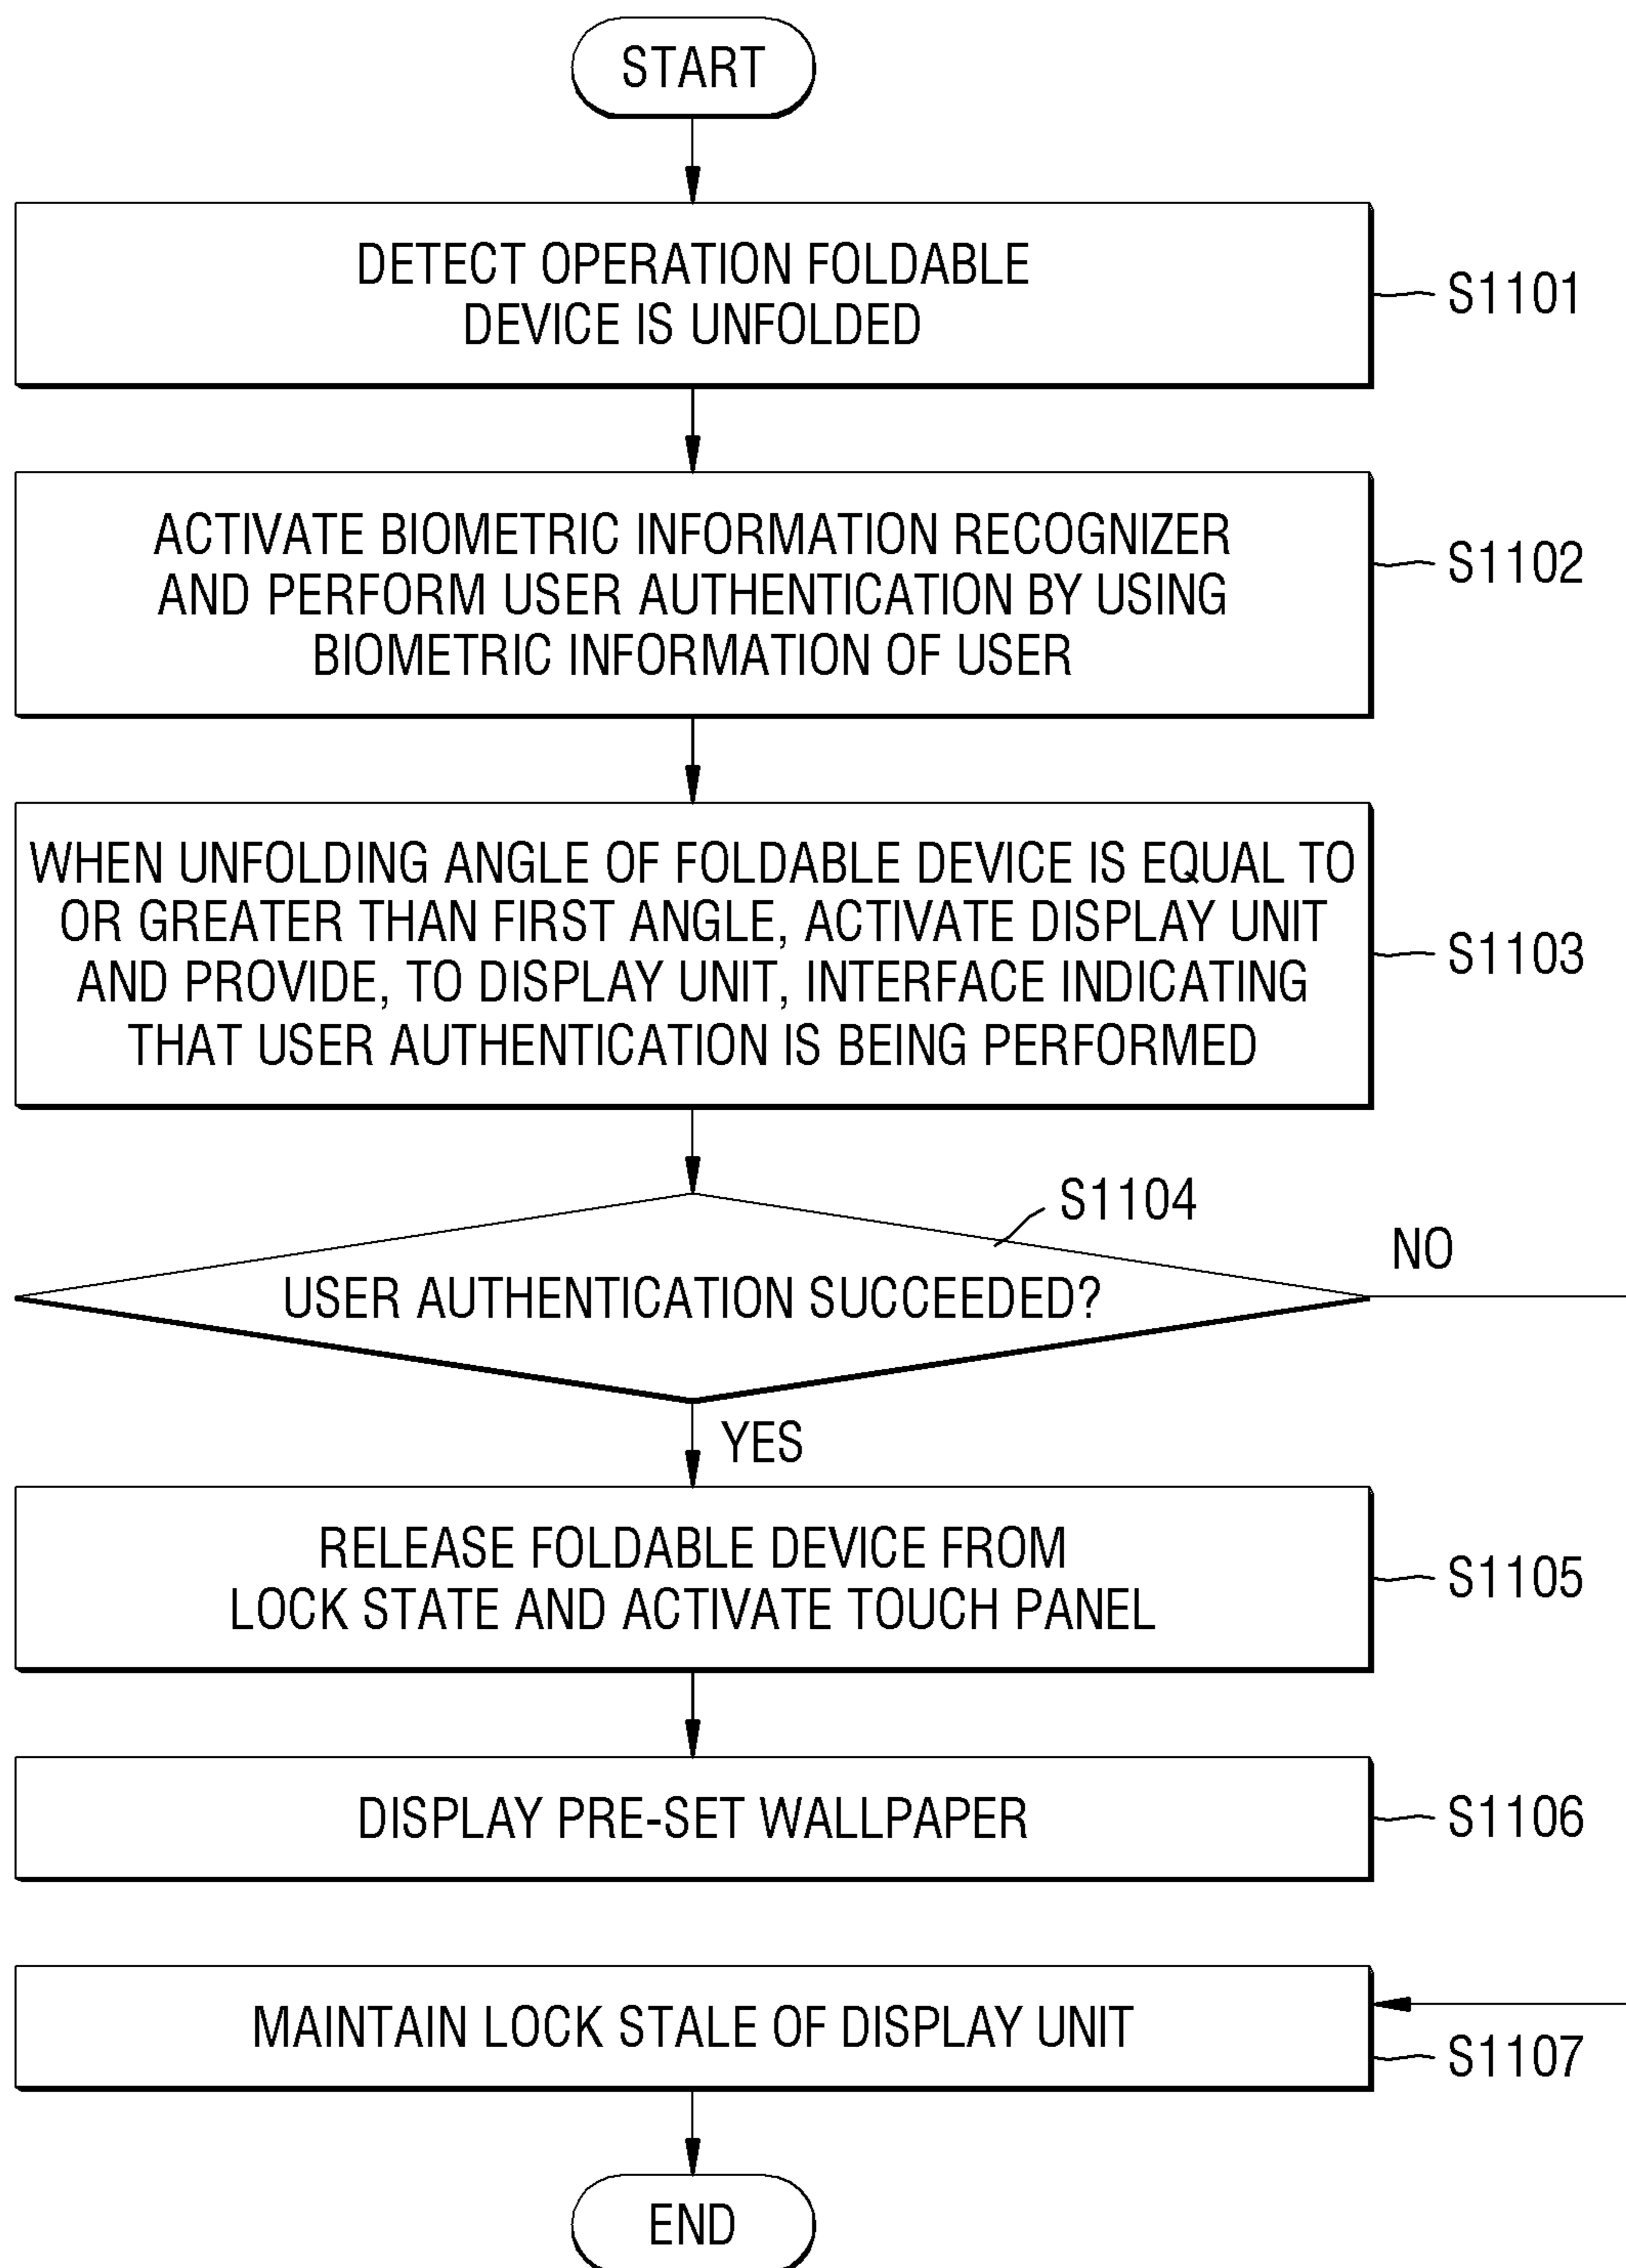 START
DETECT OPERATION FOLDABLE
DEVICE IS UNFOLDED
S1101
ACTIVATE BIOMETRIC INFORMATION RECOGNIZER
AND PERFORM USER AUTHENTICATION BY USING
BIOMETRIC INFORMATION OF USER
S1102
WHEN UNFOLDING ANGLE OF FOLDABLE DEVICE IS EQUAL TO
OR GREATER THAN FIRST ANGLE, ACTIVATE DISPLAY UNIT
AND PROVIDE, TO DISPLAY UNIT, INTERFACE INDICATING
THAT USER AUTHENTICATION IS BEING PERFORMED
S1103
S1104
USER AUTHENTICATION SUCCEEDED?
NO
YES
RELEASE FOLDABLE DEVICE FROM
LOCK STATE AND ACTIVATE TOUCH PANEL
S1105
DISPLAY PRE-SET WALLPAPER
S1106
MAINTAIN LOCK STALE OF DISPLAY UNIT
S1107
END